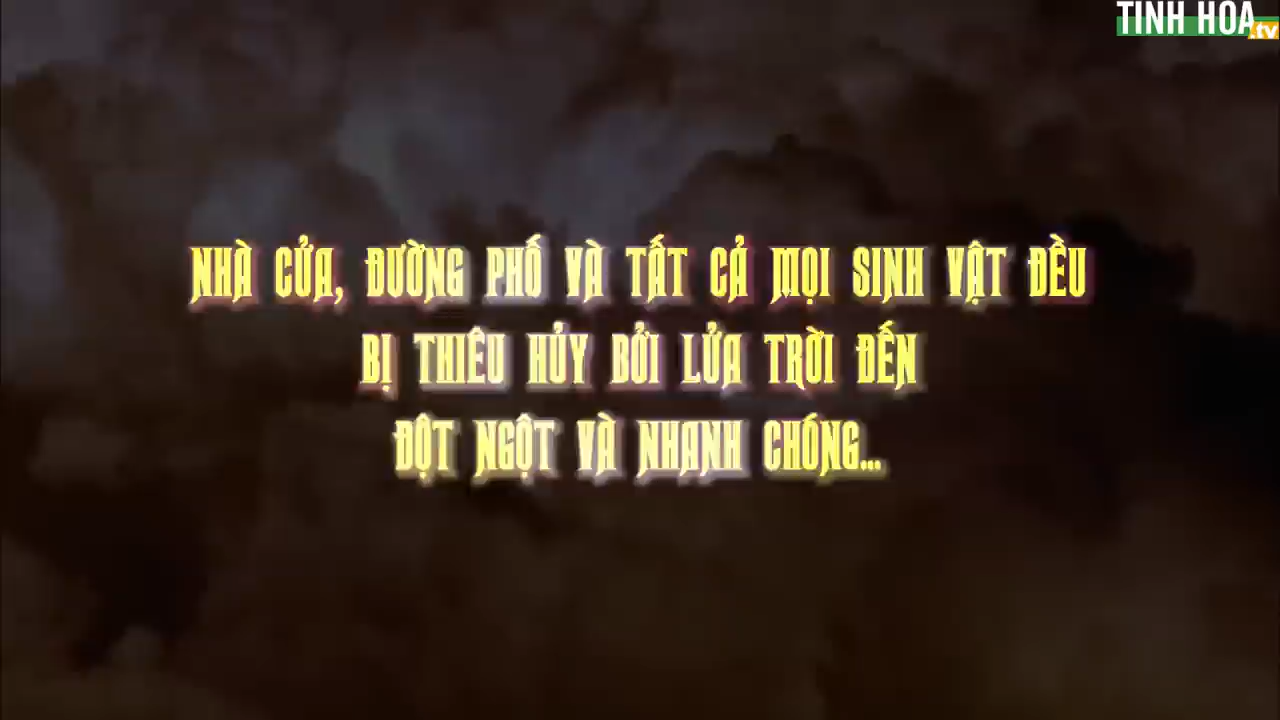 TINH HOA
.tv
NHÀ CỬA, ĐƯỜNG PHỐ VÀ TẤT CẢ MỌI SINH VẬT ĐỀU
BỊ THIÊU HỦY BỞI LỬA TRỜI ĐẾN
ĐỘT NGỘT VÀ NHANH CHÓNG...